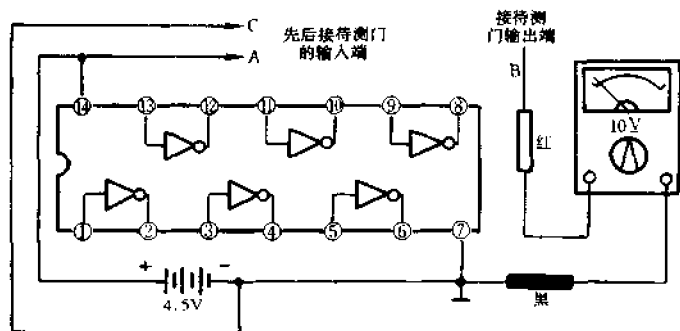 C
A
先后接待测门
的输入端
接待测
门输出端
B
红
10V
⑭ ⑬ ⑫ ⑪ ⑩ ⑨ ⑧
① ② ③ ④ ⑤ ⑥ ⑦
+ -
4.5V
黑